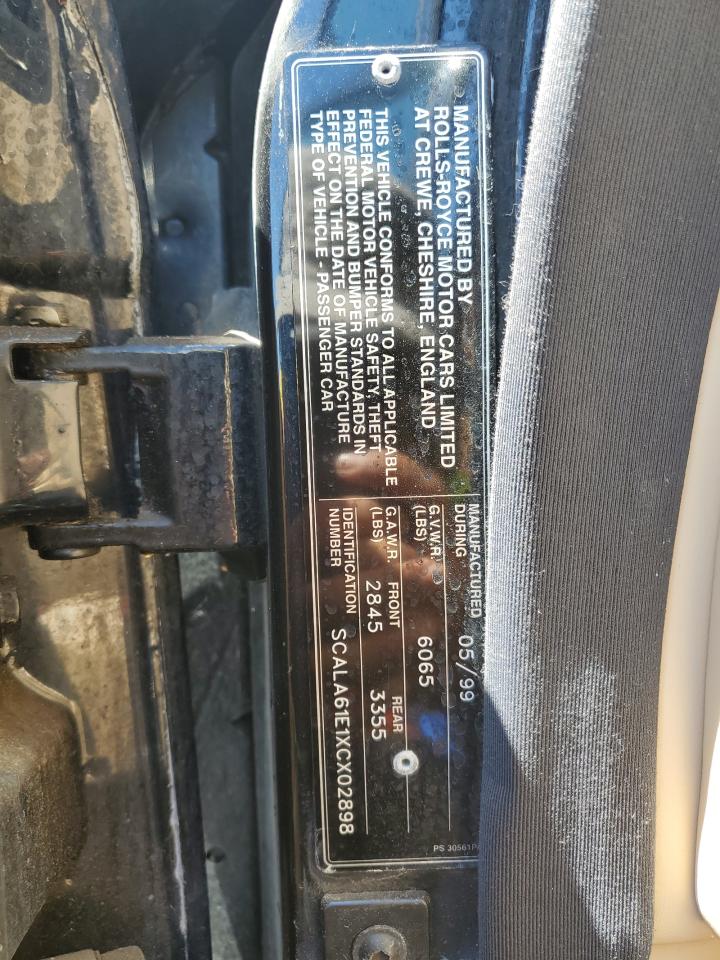 MANUFACTURED BY
ROLLS-ROYCE MOTOR CARS LIMITED
AT CREWE, CHESHIRE, ENGLAND
THIS VEHICLE CONFORMS TO ALL APPLICABLE
FEDERAL MOTOR VEHICLE SAFETY, THEFT
PREVENTION AND BUMPER STANDARDS IN
EFFECT ON THE DATE OF MANUFACTURE
TYPE OF VEHICLE - PASSENGER CAR
MANUFACTURED
DURING 05/99
G.V.W.R.
(LBS) 6065
G.A.W.R. FRONT REAR
(LBS) 2845 3355
IDENTIFICATION
NUMBER SCALA61E1XCX02898
PS 30561P